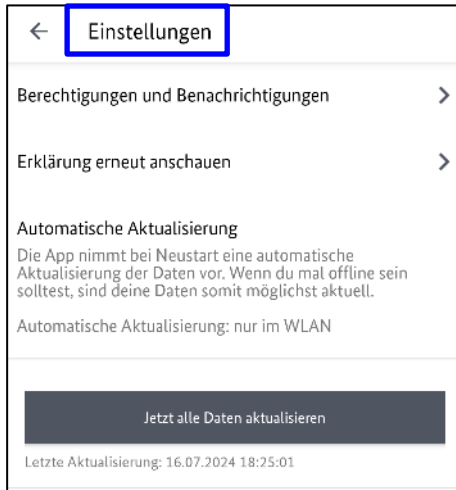 Einstellungen
Berechtigungen und Benachrichtigungen
Erklärung erneut anschauen
Automatische Aktualisierung
Die App nimmt bei Neustart eine automatische
Aktualisierung der Daten vor. Wenn du mal offline sein
solltest, sind deine Daten somit möglichst aktuell.
Automatische Aktualisierung: nur im WLAN
Jetzt alle Daten aktualisieren
Letzte Aktualisierung: 16.07.2024 18:25:01